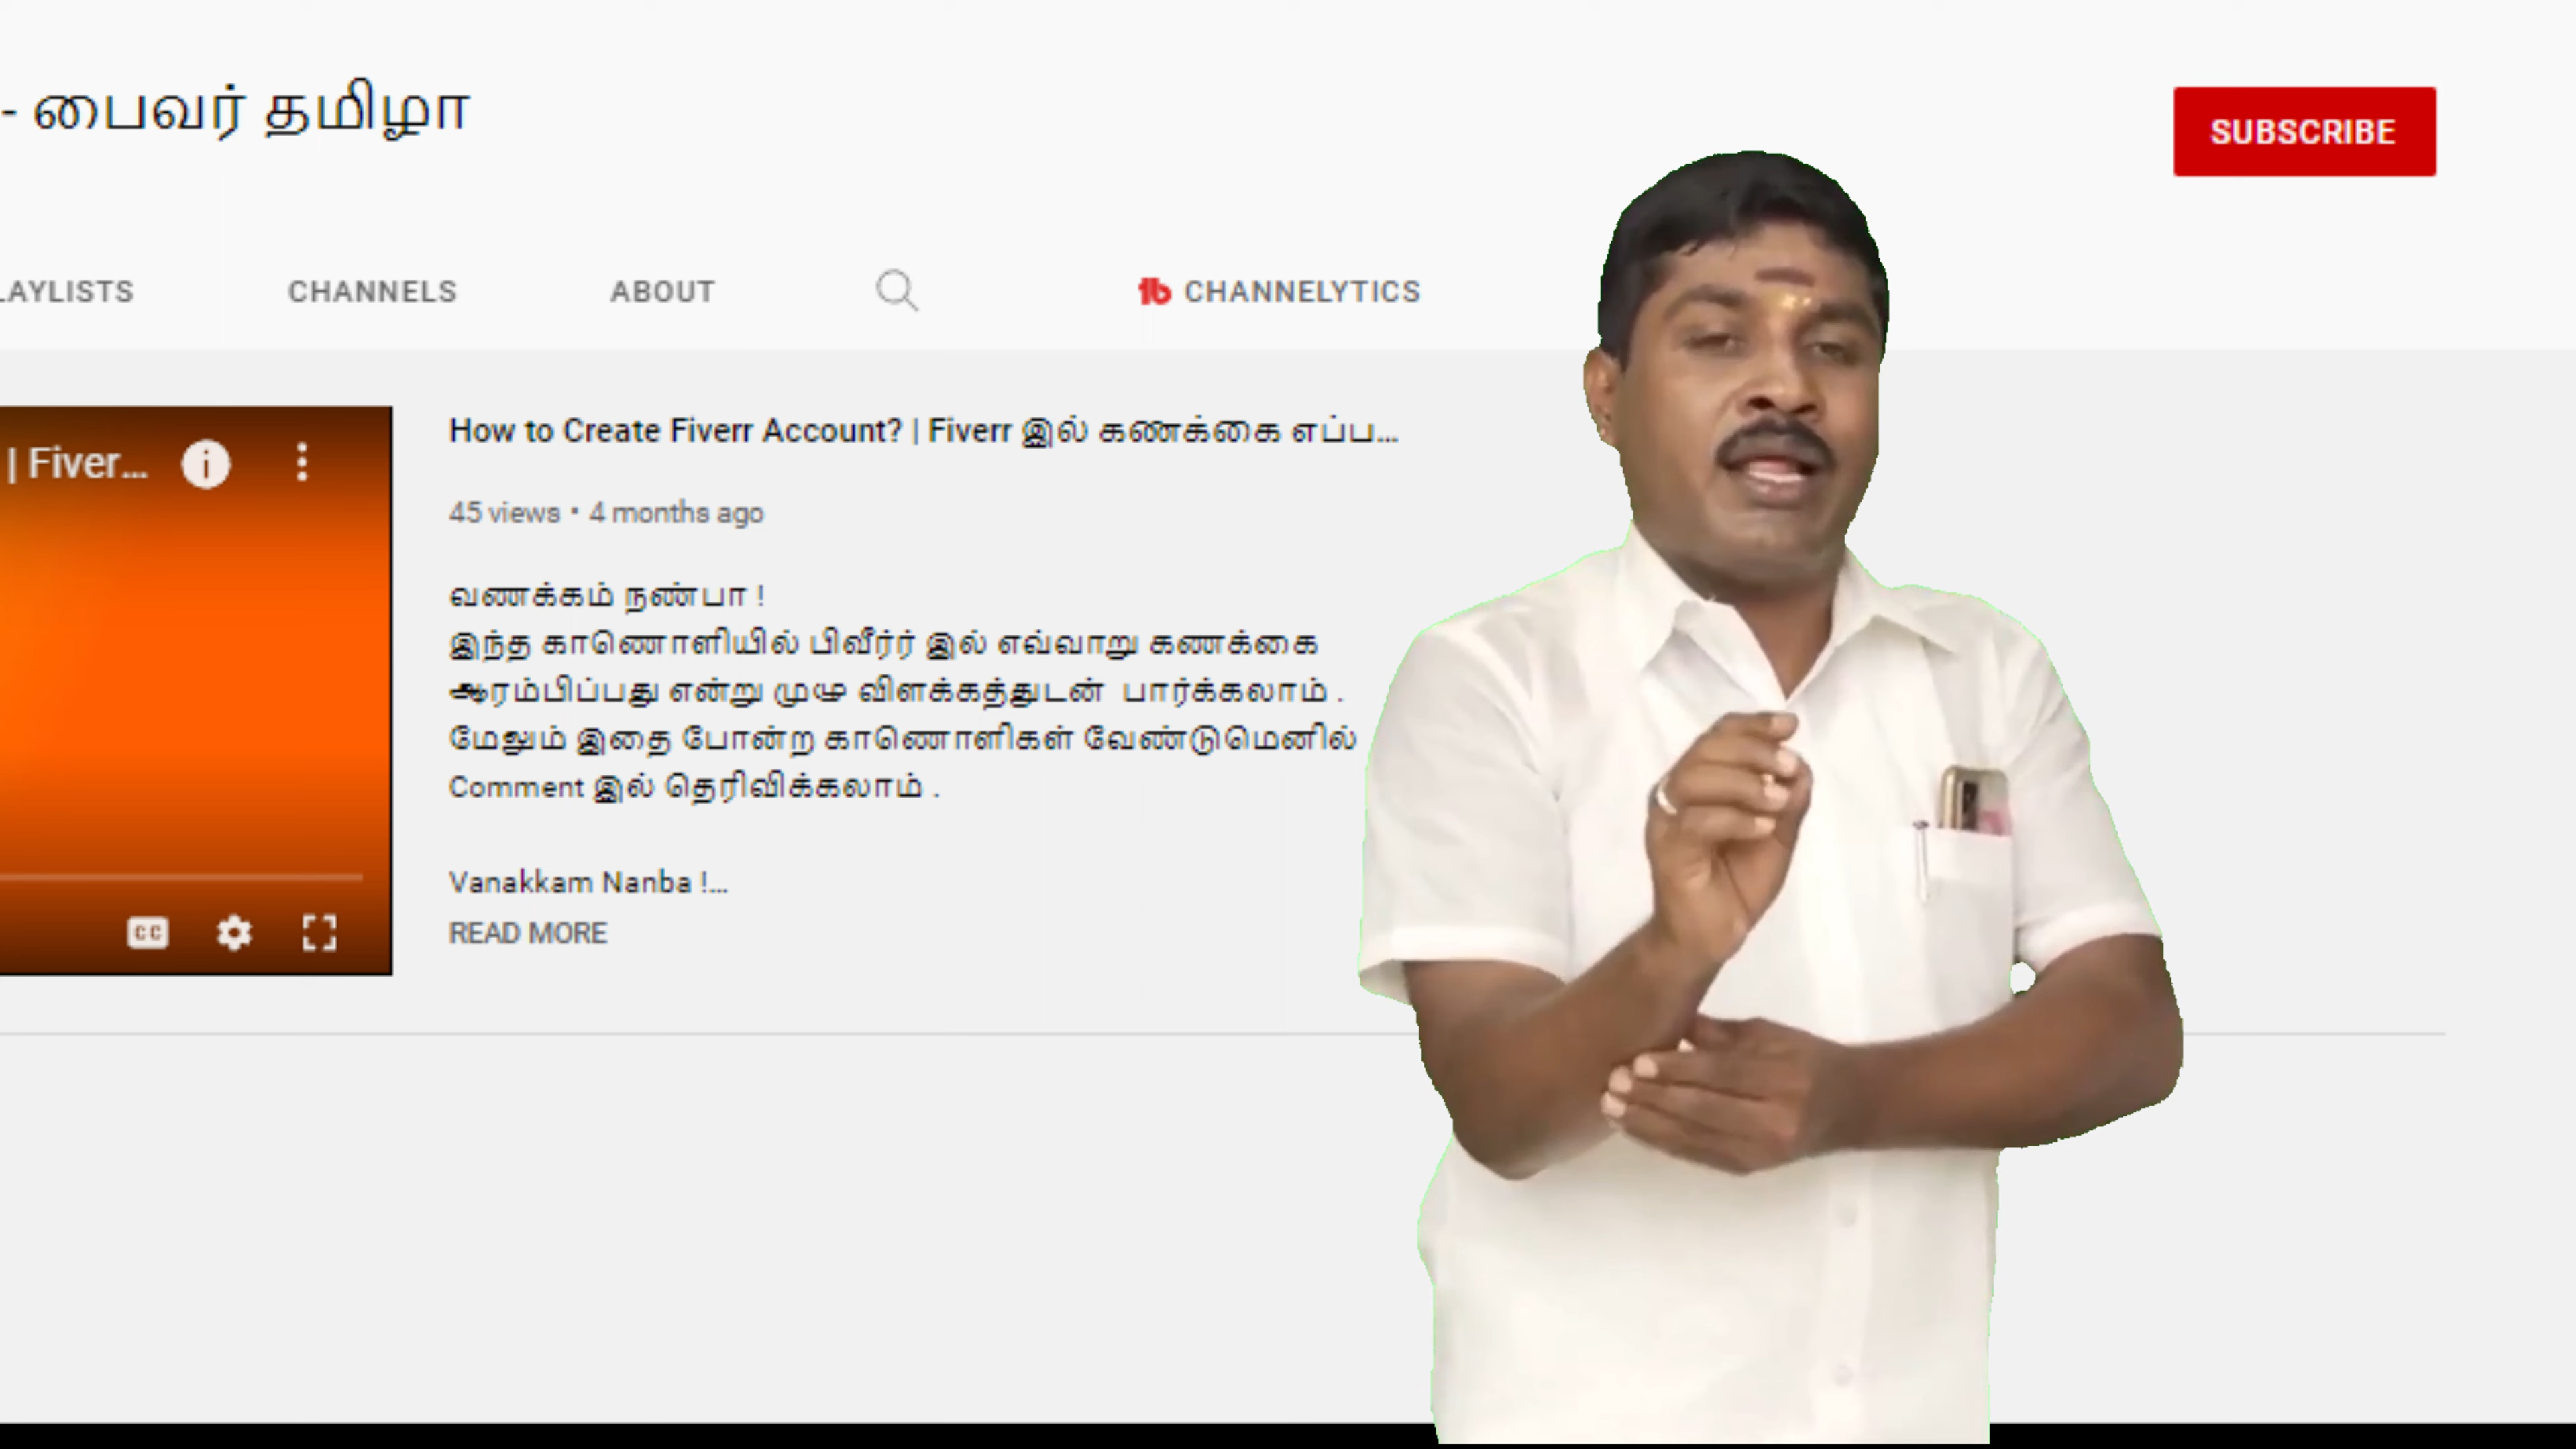 - பைவர் தமிழா
SUBSCRIBE
LAYLISTS
CHANNELS
ABOUT
CHANNELYTICS
| Fiver...
How to Create Fiverr Account? | Fiverr இல் கணக்கை எப்ப...
45 views • 4 months ago
வணக்கம் நண்பா !
இந்த காணொளியில் பிவீர்ர் இல் எவ்வாறு கணக்கை
ஆரம்பிப்பது என்று முழு விளக்கத்துடன் பார்க்கலாம் .
மேலும் இதை போன்ற காணொளிகள் வேண்டுமெனில்
Comment இல் தெரிவிக்கலாம் .
Vanakkam Nanba !...
READ MORE
CC